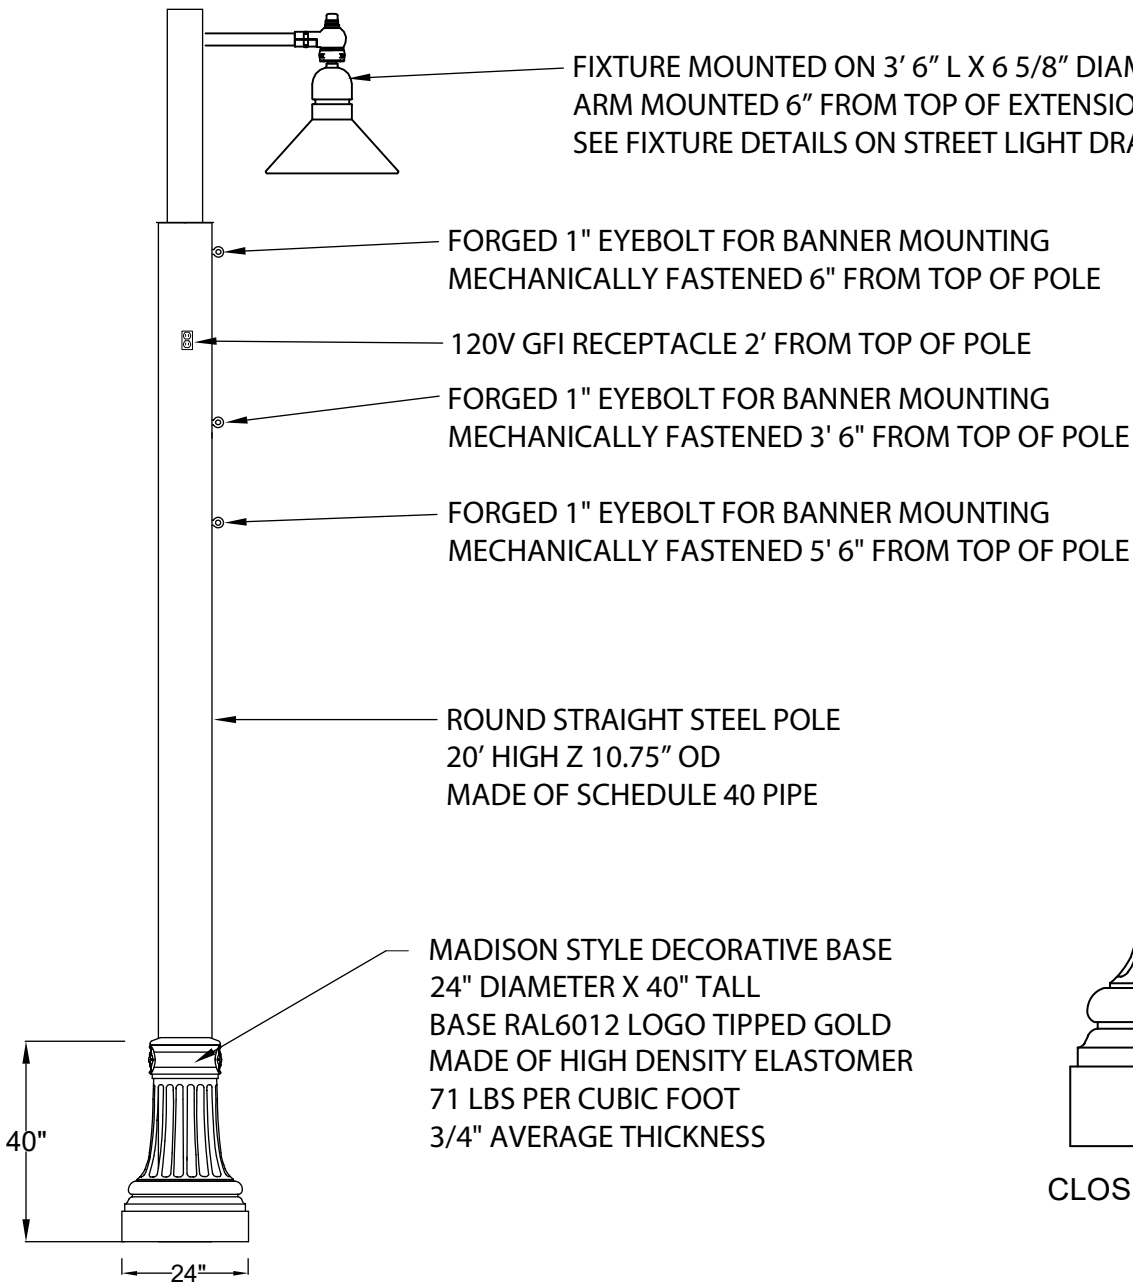 FIXTURE MOUNTED ON 3' 6" L X 6 5/8" DIAM
ARM MOUNTED 6" FROM TOP OF EXTENSIO
SEE FIXTURE DETAILS ON STREET LIGHT DRA
FORGED 1" EYEBOLT FOR BANNER MOUNTING
MECHANICALLY FASTENED 6" FROM TOP OF POLE
120V GFI RECEPTACLE 2' FROM TOP OF POLE
FORGED 1" EYEBOLT FOR BANNER MOUNTING
MECHANICALLY FASTENED 3' 6" FROM TOP OF POLE
FORGED 1" EYEBOLT FOR BANNER MOUNTING
MECHANICALLY FASTENED 5' 6" FROM TOP OF POLE
ROUND STRAIGHT STEEL POLE
20' HIGH Z 10.75" OD
MADE OF SCHEDULE 40 PIPE
MADISON STYLE DECORATIVE BASE
24" DIAMETER X 40" TALL
BASE RAL6012 LOGO TIPPED GOLD
MADE OF HIGH DENSITY ELASTOMER
71 LBS PER CUBIC FOOT
3/4" AVERAGE THICKNESS
40"
24"
CLOS